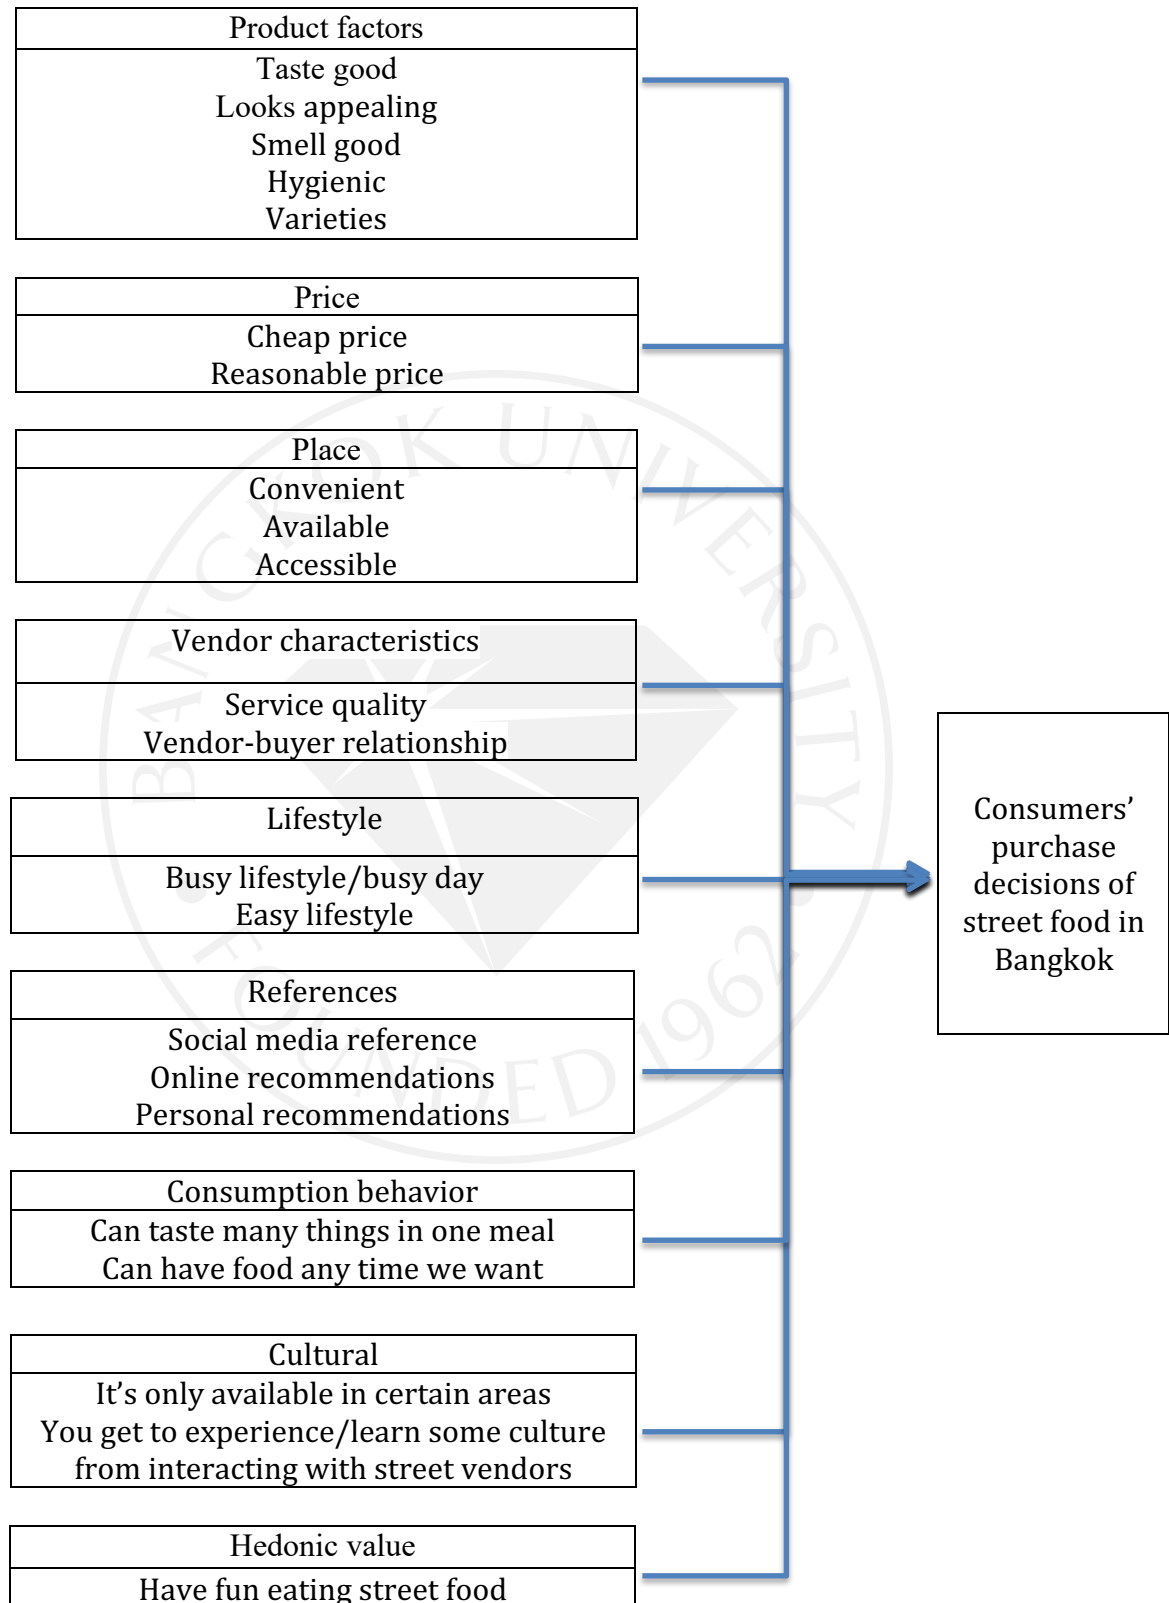 Product factors
Taste good
Looks appealing
Smell good
Hygienic
Varieties
Price
Cheap price
Reasonable price
Place
Convenient
Available
Accessible
Vendor characteristics
Service quality
Vendor-buyer relationship
Lifestyle
Busy lifestyle/busy day
Easy lifestyle
References
Social media reference
Online recommendations
Personal recommendations
Consumption behavior
Can taste many things in one meal
Can have food any time we want
Cultural
It’s only available in certain areas
You get to experience/learn some culture
from interacting with street vendors
Hedonic value
Have fun eating street food
Consumers’
purchase
decisions of
street food in
Bangkok
BANGKOK UNIVERSITY
FOUNDED 1962